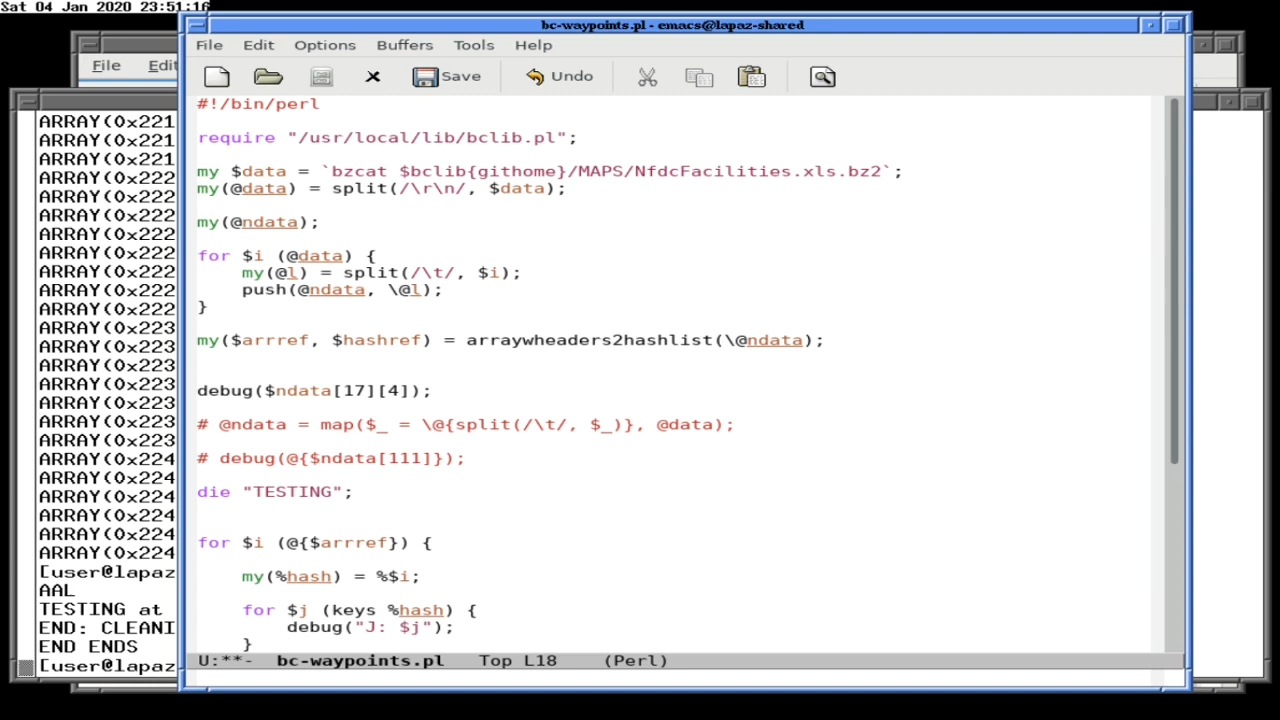 Sat 04 Jan 2020 23:51:16
bc-waypoints.pl - emacs@lapaz-shared
File Edit Options Buffers Tools Help
Save Undo
#!/bin/perl
require "/usr/local/lib/bclib.pl";
my $data = `bzcat $bclib{githome}/MAPS/NfdcFacilities.xls.bz2`;
my(@data) = split(/\r\n/, $data);
my(@ndata);
for $i (@data) {
    my(@l) = split(/\t/, $i);
    push(@ndata, \@l);
}
my($arrref, $hashref) = arraywheaders2hashlist(\@ndata);
debug($ndata[17][4]);
# @ndata = map($_ = \@{split(/\t/, $_)}, @data);
# debug(@{$ndata[111]});
die "TESTING";
for $i (@{$arrref}) {
    my(%hash) = %$i;
    for $j (keys %hash) {
        debug("J: $j");
    }
U:**-  bc-waypoints.pl   Top L18    (Perl)
File Edit
ARRAY(0x221
ARRAY(0x221
ARRAY(0x221
ARRAY(0x222
ARRAY(0x222
ARRAY(0x222
ARRAY(0x222
ARRAY(0x222
ARRAY(0x222
ARRAY(0x222
ARRAY(0x222
ARRAY(0x223
ARRAY(0x223
ARRAY(0x223
ARRAY(0x223
ARRAY(0x223
ARRAY(0x223
ARRAY(0x223
ARRAY(0x224
ARRAY(0x224
ARRAY(0x224
ARRAY(0x224
ARRAY(0x224
ARRAY(0x224
[user@lapaz
AAL
TESTING at
END: CLEANI
END ENDS
[user@lapaz